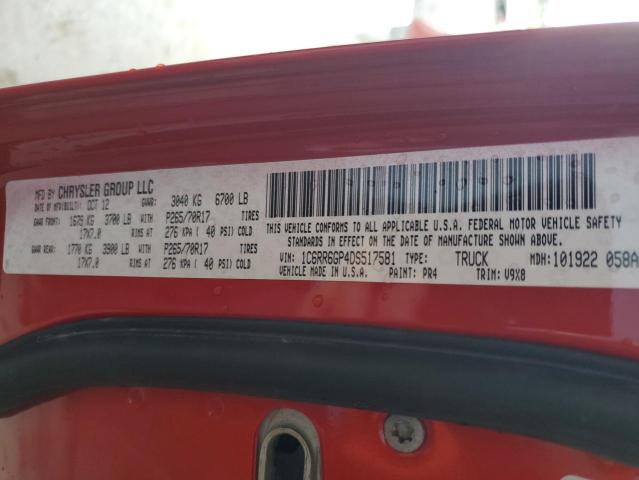 MFD BY CHRYSLER GROUP LLC
DATE OF MFR(BUILT): OCT 12 GVWR: 3040 KG 6700 LB
GAWR FRONT: 1679 KG 3700 LB WITH P265/70R17 TIRES
17X7.0 RIMS AT 276 KPA ( 40 PSI) COLD
GAWR REAR: 1770 KG 3900 LB WITH P265/70R17 TIRES
17X7.0 RIMS AT 276 KPA ( 40 PSI) COLD
THIS VEHICLE CONFORMS TO ALL APPLICABLE U.S.A. FEDERAL MOTOR VEHICLE SAFETY
STANDARDS IN EFFECT ON THE DATE OF MANUFACTURE SHOWN ABOVE.
VIN: 1C6RR6GP4DS517581 TYPE: TRUCK MDH: 101922 058A
VEHICLE MADE IN U.S.A. PAINT: PR4 TRIM: V9X8